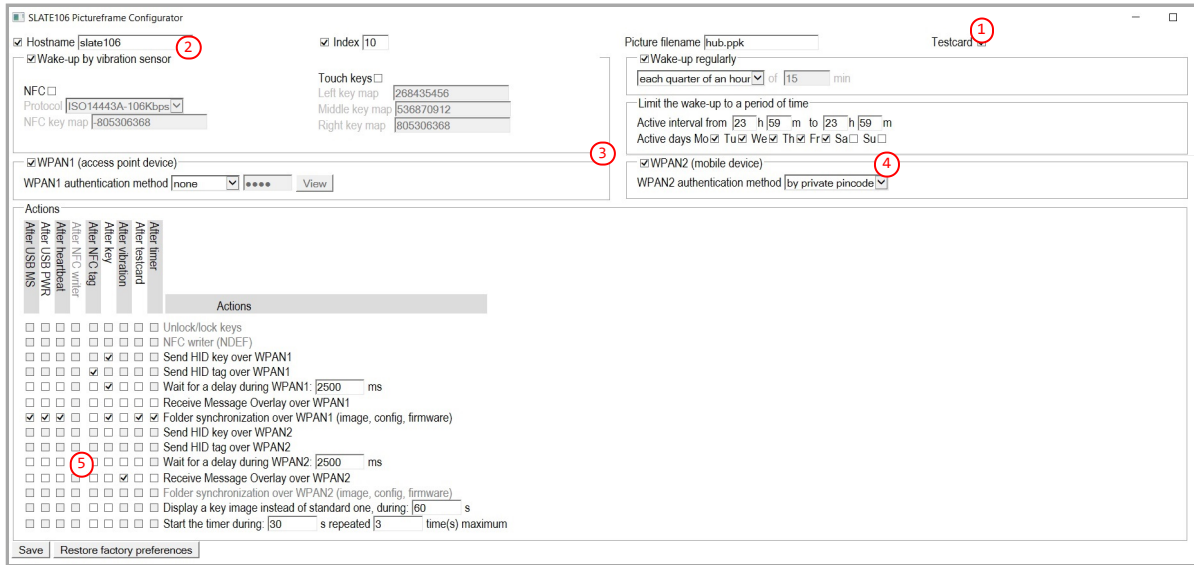 SLATE106 Pictureframe Configurator
Hostname slate106 2 Index 10 Picture filename hub.ppk Testcard 1
Wake-up by vibration sensor Wake-up regularly
each quarter of an hour of 15 min
NFC Touch keys
Protocol ISO14443A-106Kbps Left key map 268435456
NFC key map -805306368 Middle key map 536870912
Right key map 805306368
Limit the wake-up to a period of time
Active interval from 23 h 59 m to 23 h 59 m
Active days Mo Tu We Th Fr Sa Su
3
WPAN1 (access point device) WPAN2 (mobile device) 4
WPAN1 authentication method none •••• View WPAN2 authentication method by private pincode
Actions
After USB MS
After USB PWR
After heartbeat
After NFC writer
After NFC tag
After key
After vibration
After testcard
After timer
Actions
Unlock/lock keys
NFC writer (NDEF)
Send HID key over WPAN1
Send HID tag over WPAN1
Wait for a delay during WPAN1: 2500 ms
Receive Message Overlay over WPAN1
Folder synchronization over WPAN1 (image, config, firmware)
Send HID key over WPAN2
Send HID tag over WPAN2
5 Wait for a delay during WPAN2: 2500 ms
Receive Message Overlay over WPAN2
Folder synchronization over WPAN2 (image, config, firmware)
Display a key image instead of standard one, during: 60 s
Start the timer during: 30 s repeated 3 time(s) maximum
Save Restore factory preferences